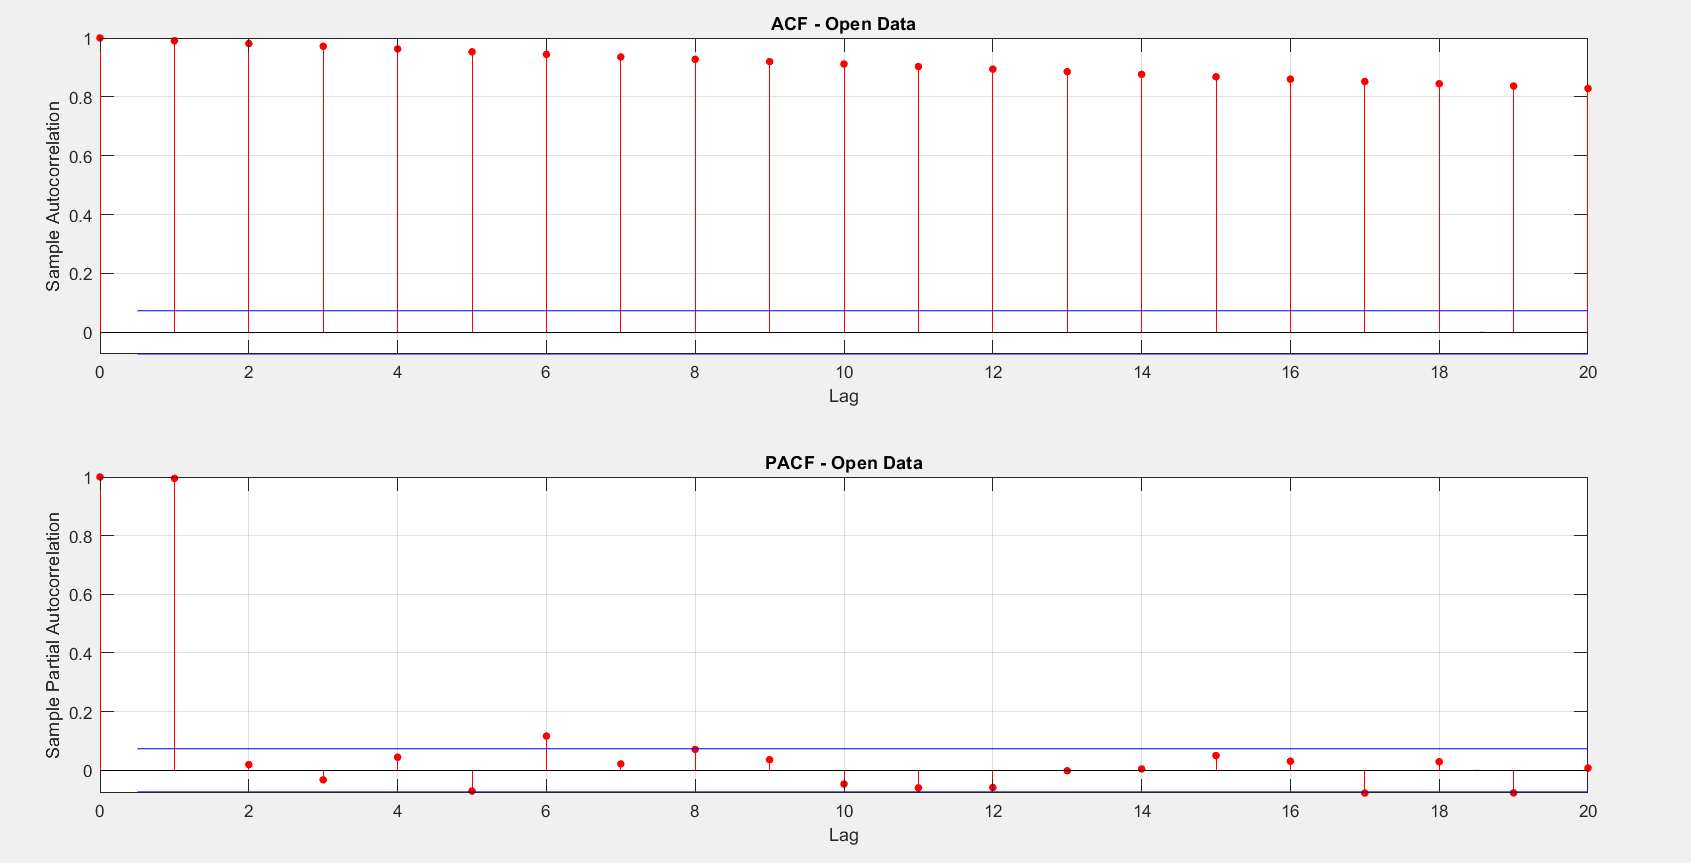 ACF - Open Data
1
0.8
0.6
0.4
0.2
0
Sample Autocorrelation
0 2 4 6 8 10 12 14 16 18 20
Lag
PACF - Open Data
1
0.8
0.6
0.4
0.2
0
Sample Partial Autocorrelation
0 2 4 6 8 10 12 14 16 18 20
Lag